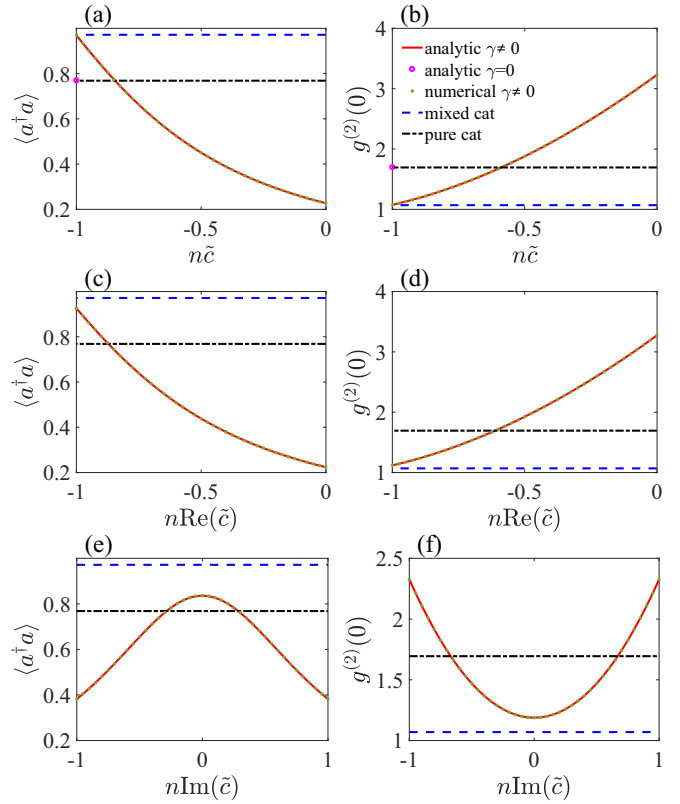 (a)
⟨a†a⟩
0.8
0.6
0.4
0.2
-1
-0.5
0
nc̃
(b)
g(2)(0)
4
3
2
1
analytic γ≠ 0
analytic γ=0
numerical γ≠ 0
mixed cat
pure cat
-1
-0.5
0
nc̃
(c)
⟨a†a⟩
0.8
0.6
0.4
0.2
-1
-0.5
0
nRe(c̃)
(d)
g(2)(0)
4
3
2
1
-1
-0.5
0
nRe(c̃)
(e)
⟨a†a⟩
0.8
0.6
0.4
0.2
-1
0
1
nIm(c̃)
(f)
g(2)(0)
2.5
2
1.5
1
-1
0
1
nIm(c̃)